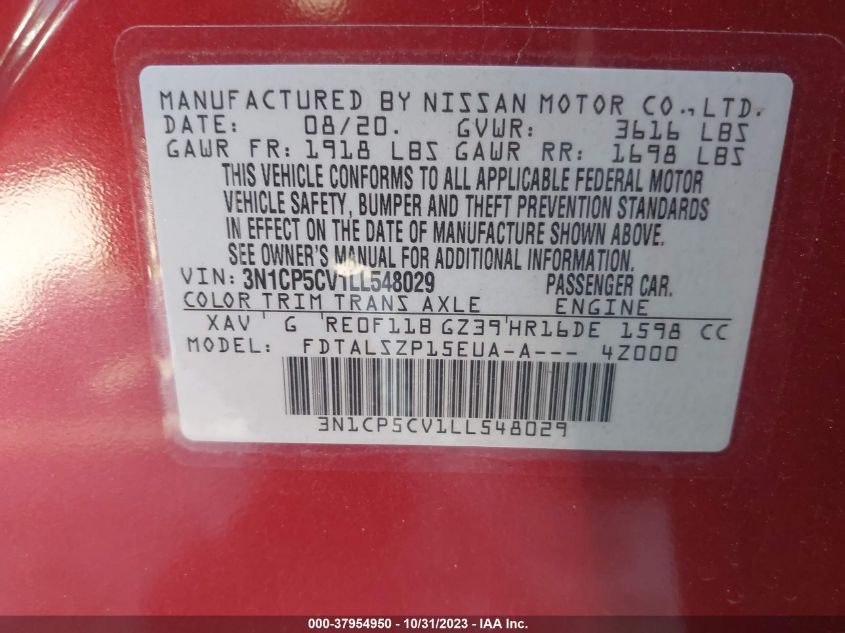 MANUFACTURED BY NISSAN MOTOR CO.,LTD.
DATE: 08/20. GVWR: 3616 LBS
GAWR FR: 1918 LBS GAWR RR: 1698 LBS
THIS VEHICLE CONFORMS TO ALL APPLICABLE FEDERAL MOTOR
VEHICLE SAFETY, BUMPER AND THEFT PREVENTION STANDARDS
IN EFFECT ON THE DATE OF MANUFACTURE SHOWN ABOVE.
SEE OWNER'S MANUAL FOR ADDITIONAL INFORMATION.
VIN: 3N1CP5CV1LL548029 PASSENGER CAR.
COLOR TRIM TRANS AXLE ENGINE
XAV G RE0F11B GZ39 HR16DE 1598 CC
MODEL: FDTALSZP15EUA-A--- 4Z000
3N1CP5CV1LL548029
000-37954950 - 10/31/2023 - IAA Inc.